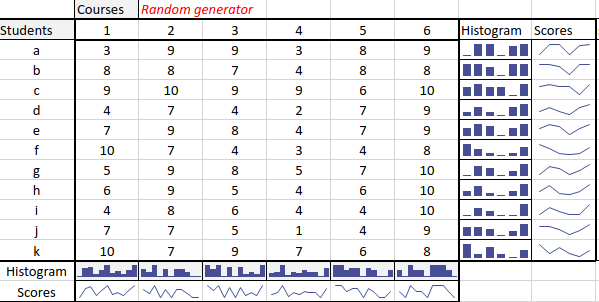 Courses Random generator
Students 1 2 3 4 5 6 Histogram Scores
a 3 9 9 3 8 9
b 8 8 7 4 8 8
c 9 10 9 9 6 10
d 4 7 4 2 7 9
e 7 9 8 4 7 9
f 10 7 4 3 4 8
g 5 9 8 5 7 10
h 6 9 5 4 6 10
i 4 8 6 4 4 10
j 7 7 5 1 4 9
k 10 7 9 7 6 8
Histogram
Scores